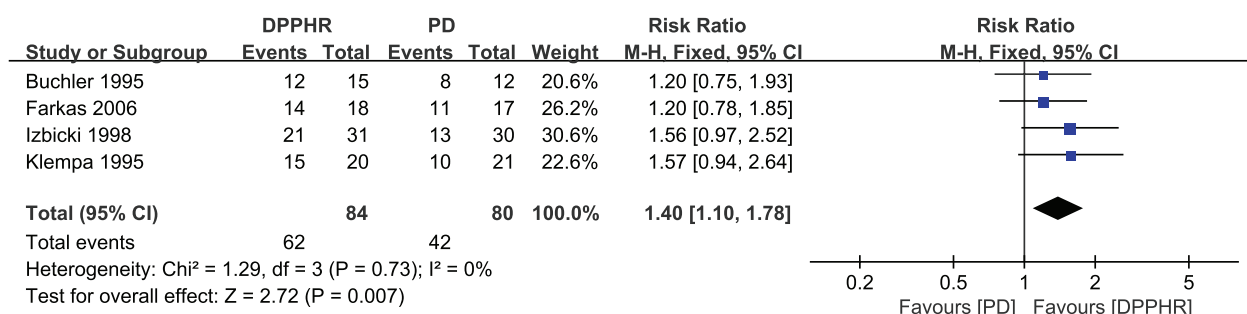 DPPHR PD Risk Ratio Risk Ratio
Study or Subgroup Events Total Events Total Weight M-H, Fixed, 95% CI M-H, Fixed, 95% CI
Buchler 1995 12 15 8 12 20.6% 1.20 [0.75, 1.93]
Farkas 2006 14 18 11 17 26.2% 1.20 [0.78, 1.85]
Izbicki 1998 21 31 13 30 30.6% 1.56 [0.97, 2.52]
Klempa 1995 15 20 10 21 22.6% 1.57 [0.94, 2.64]
Total (95% CI) 84 80 100.0% 1.40 [1.10, 1.78]
Total events 62 42
Heterogeneity: Chi² = 1.29, df = 3 (P = 0.73); I² = 0%
Test for overall effect: Z = 2.72 (P = 0.007)
0.2 0.5 1 2 5
Favours [PD] Favours [DPPHR]